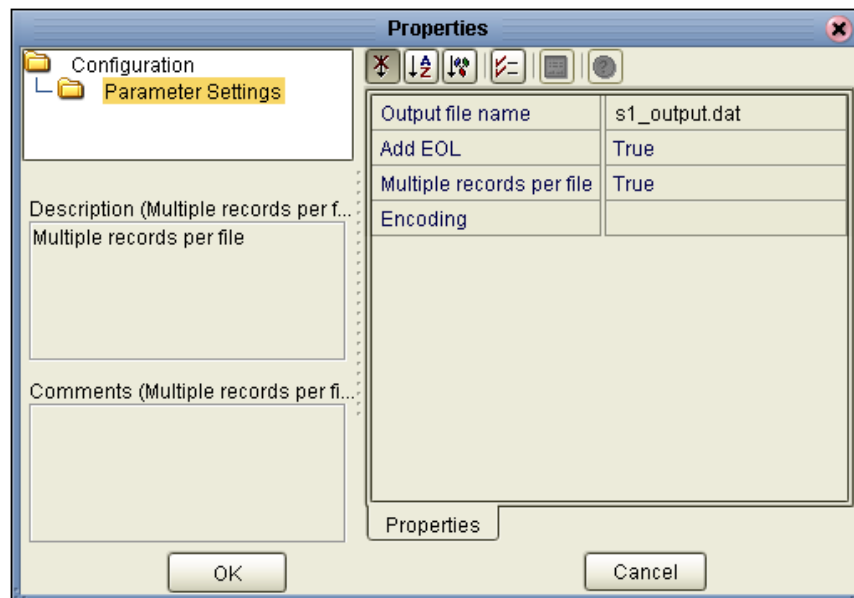 Properties
Configuration
Parameter Settings
Description (Multiple records per f...
Multiple records per file
Comments (Multiple records per fi...
Output file name s1_output.dat
Add EOL True
Multiple records per file True
Encoding
Properties
OK Cancel